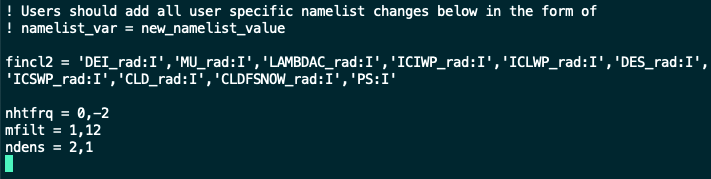 ! Users should add all user specific namelist changes below in the form of
! namelist_var = new_namelist_value
fincl2 = 'DEI_rad:I','MU_rad:I','LAMBDAC_rad:I','ICIWP_rad:I','ICLWP_rad:I','DES_rad:I',
'ICSWP_rad:I','CLD_rad:I','CLDFSNOW_rad:I','PS:I'
nhtfrq = 0,-2
mfilt = 1,12
ndens = 2,1